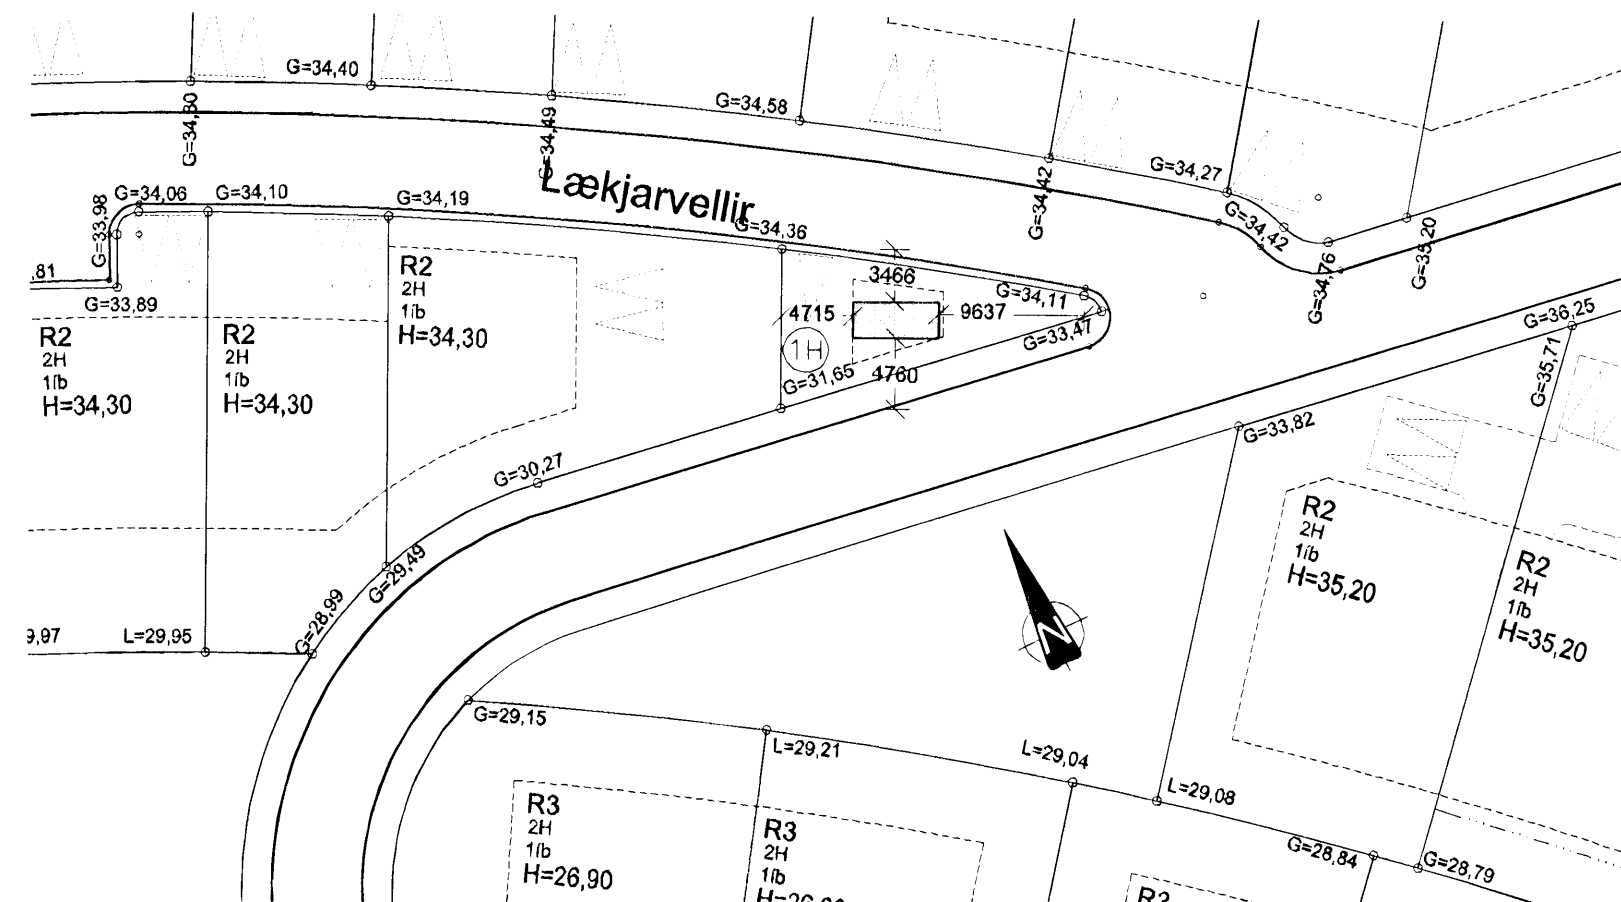 G=34,40
G=34,30
G=34,49
G=34,58
G=34,42
G=34,27
G=34,42
G=34,76
G=35,20
Lækjarvellir
G=34,06
G=34,10
G=34,19
G=34,36
G=33,98
,81
G=33,89
3466
4715
9637
4760
G=34,11
G=33,47
1H
G=31,65
G=36,25
G=35,71
G=33,82
R2
2H
1íb
H=34,30
R2
2H
1íb
H=34,30
R2
2H
1íb
H=34,30
G=30,27
G=29,49
G=28,99
9,97
L=29,95
N
R2
2H
1íb
H=35,20
R2
2H
1íb
H=35,20
G=29,15
L=29,21
L=29,04
L=29,08
G=28,84
G=28,79
R3
2H
1íb
H=26,90
R3
2H
1íb